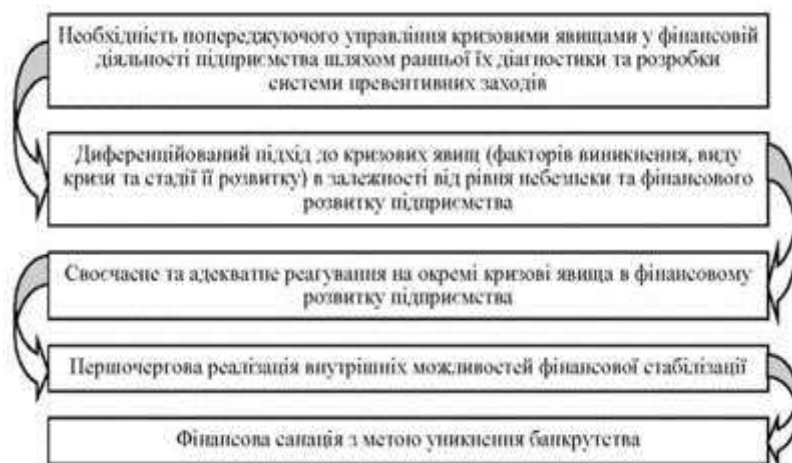 Необхідність попереджуючого управління кризовими явищами у фінансовій
діяльності підприємства шляхом ранньої їх діагностики та розробки
системи превентивних заходів
Диференційований підхід до кризових явищ (факторів виникнення, виду
кризи та стадії її розвитку) в залежності від рівня небезпеки та фінансового
розвитку підприємства
Своєчасне та адекватне реагування на окремі кризові явища в фінансовому
розвитку підприємства
Першочергова реалізація внутрішніх можливостей фінансової стабілізації
Фінансова санація з метою уникнення банкрутства